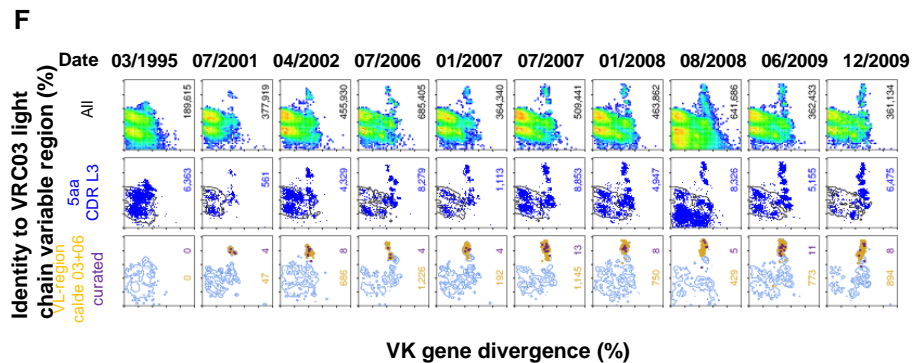 F
Date 03/1995 07/2001 04/2002 07/2006 01/2007 07/2007 01/2008 08/2008 06/2009 12/2009
Identity to VRC03 light
chain variable region (%)
All
189,615 377,919 455,930 685,405 364,340 509,441 463,862 641,686 362,433 361,134
5aa
CDR L3
6,363 561 4,329 8,279 1,113 8,853 4,947 8,326 5,155 6,475
VL-region
calde 03+06
curated
0 4 8 4 4 13 8 5 11 8
0 47 686 1,226 192 1,145 750 429 773 894
VK gene divergence (%)